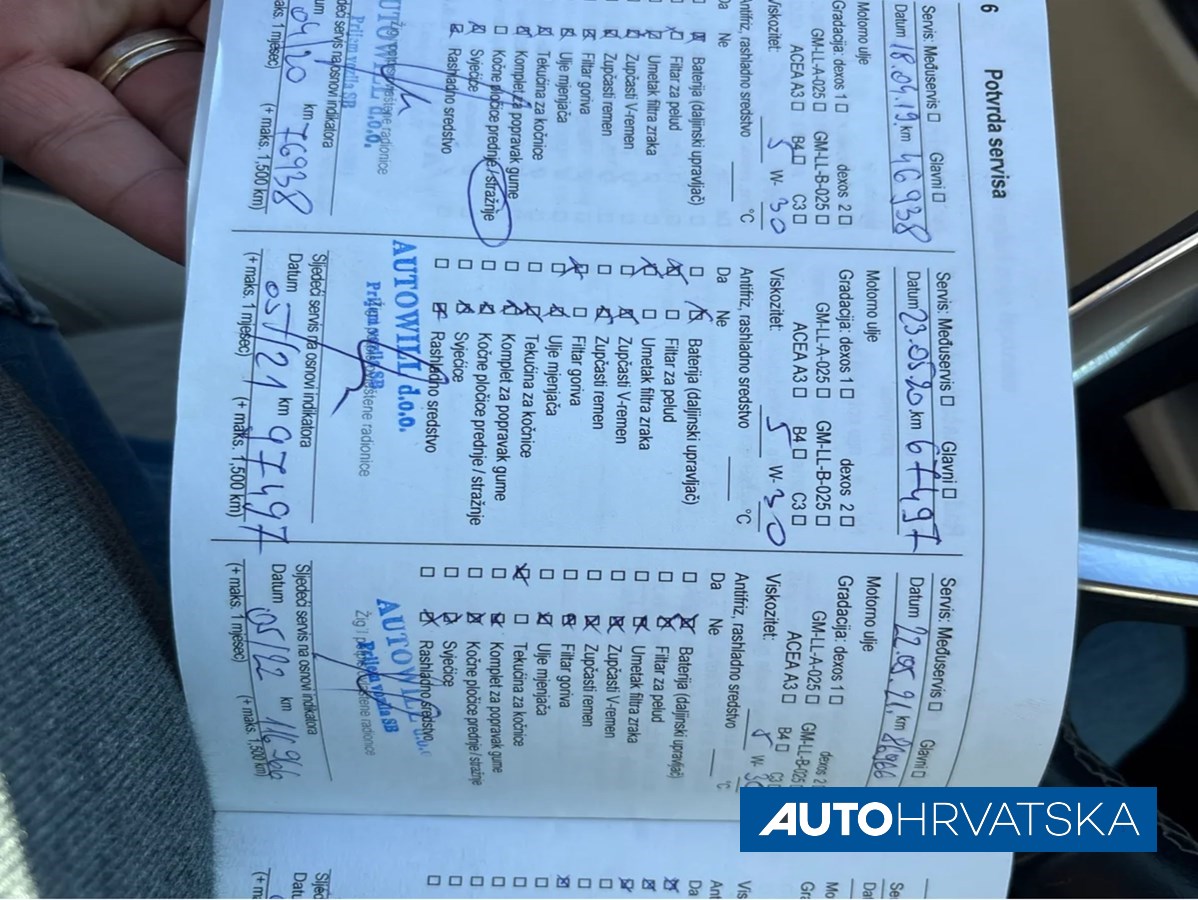 6 Potvrda servisa
Servis: Međuservis □ Glavni □
Datum 18.04.19. km 46938
Motorno ulje
Gradacija: dexos 1 □ dexos 2 □
GM-LL-A-025 □ GM-LL-B-025 □
ACEA A3 □ B4 □ C3 □
Viskozitet: 5 W- 30
Antifriz, rashladno sredstvo °C
Da Ne
Baterija (daljinski upravljač)
Filtar za pelud
Umetak filtra zraka
Zupčasti V-remen
Zupčasti remen
Filtar goriva
Ulje mjenjača
Tekućina za kočnice
Komplet za popravak gume
Kočne pločice prednje / stražnje
Svječice
Rashladno sredstvo
AUTOWILL d.o.o.
Sljedeći servis na osnovi indikatora
04/20 km 76938
(+ maks. 1 mjesec) (+ maks. 1,500 km)
Servis: Međuservis □ Glavni □
Datum 23.05.20. km 67497
Motorno ulje
Gradacija: dexos 1 □ dexos 2 □
GM-LL-A-025 □ GM-LL-B-025 □
ACEA A3 □ B4 □ C3 □
Viskozitet: 5 W- 30
Antifriz, rashladno sredstvo °C
Da Ne
Baterija (daljinski upravljač)
Filtar za pelud
Umetak filtra zraka
Zupčasti V-remen
Zupčasti remen
Filtar goriva
Ulje mjenjača
Tekućina za kočnice
Komplet za popravak gume
Kočne pločice prednje / stražnje
Svječice
Rashladno sredstvo
AUTOWILL d.o.o.
Sljedeći servis na osnovi indikatora
Datum 05/21 km 97497
(+ maks. 1 mjesec) (+ maks. 1,500 km)
Servis: Međuservis □ Glavni □
Datum 22.05.21. km 86966
Motorno ulje
Gradacija: dexos 1 □ dexos 2 □
GM-LL-A-025 □ GM-LL-B-025 □
ACEA A3 □ B4 □ C3 □
Viskozitet: W- 30
Antifriz, rashladno sredstvo °C
Da Ne
Baterija (daljinski upravljač)
Filtar za pelud
Umetak filtra zraka
Zupčasti V-remen
Zupčasti remen
Filtar goriva
Ulje mjenjača
Tekućina za kočnice
Komplet za popravak gume
Kočne pločice prednje / stražnje
Svječice
Rashladno sredstvo
AUTOWILL d.o.o.
Sljedeći servis na osnovi indikatora
Datum 05/22 km 116966
(+ maks. 1 mjesec) (+ maks. 1,500 km)
AUTOHRVATSKA